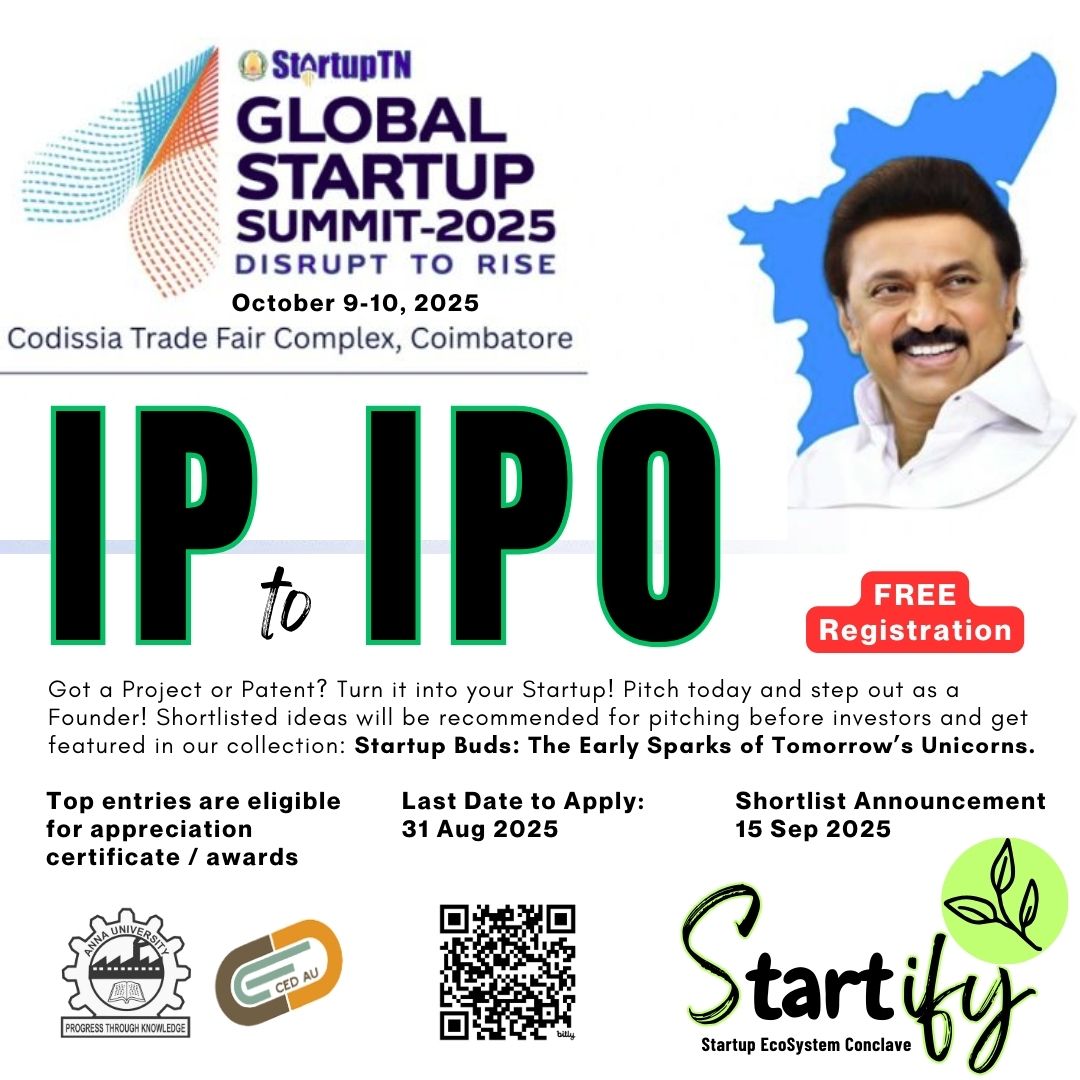 StartupTN
GLOBAL
STARTUP
SUMMIT-2025
DISRUPT TO RISE
October 9-10, 2025
Codissia Trade Fair Complex, Coimbatore
IP to IPO
FREE
Registration
Got a Project or Patent? Turn it into your Startup! Pitch today and step out as a
Founder! Shortlisted ideas will be recommended for pitching before investors and get
featured in our collection: Startup Buds: The Early Sparks of Tomorrow’s Unicorns.
Top entries are eligible
for appreciation
certificate / awards
Last Date to Apply:
31 Aug 2025
Shortlist Announcement
15 Sep 2025
ANNA UNIVERSITY
PROGRESS THROUGH KNOWLEDGE
CED AU
bitly
Startify
Startup EcoSystem Conclave